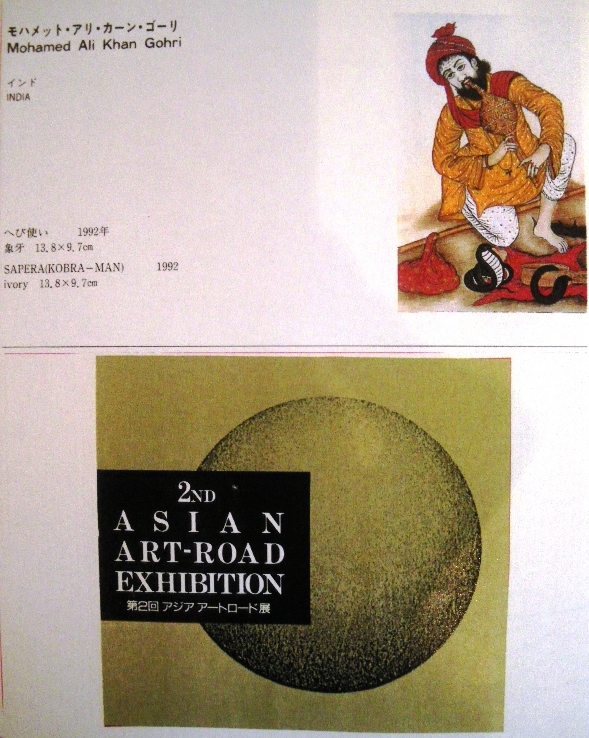 モハメット・アリ・カーン・ゴーリ
Mohamed Ali Khan Gohri
インド
INDIA
へび使い 1992年
象牙 13.8×9.7cm
SAPERA(KOBRA－MAN) 1992
ivory 13.8×9.7cm
2ND
ASIAN
ART-ROAD
EXHIBITION
第2回 アジア アートロード展